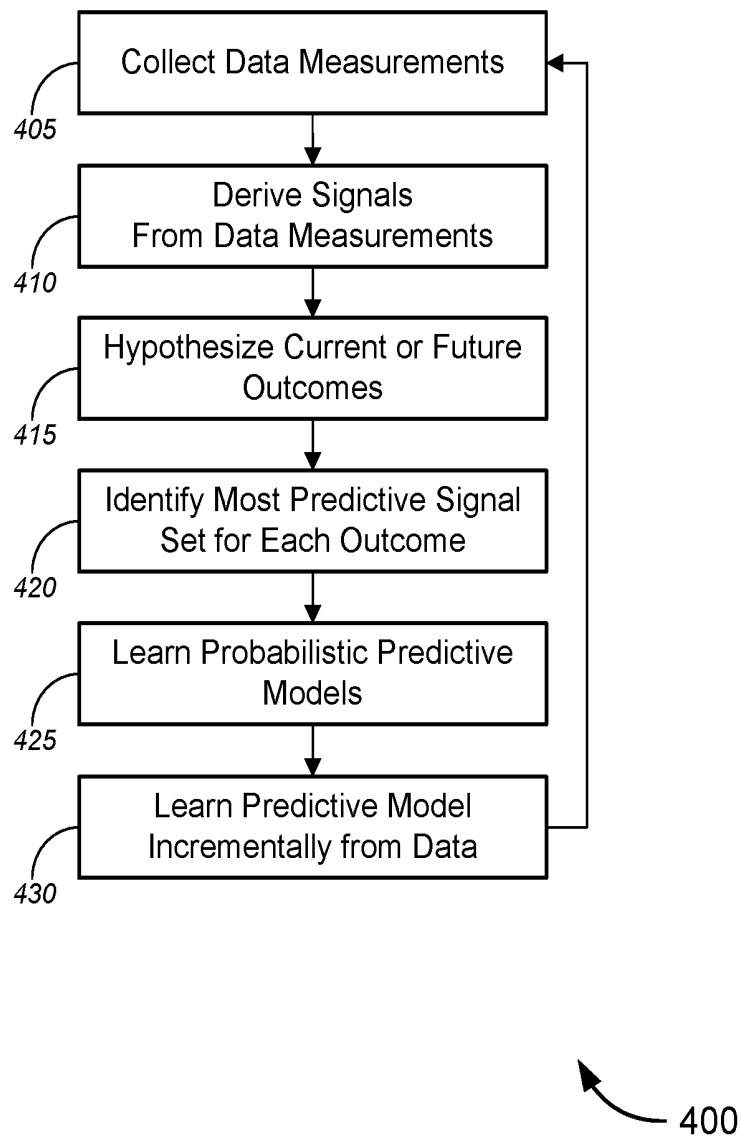 Collect Data Measurements
405
Derive Signals
From Data Measurements
410
Hypothesize Current or Future
Outcomes
415
Identify Most Predictive Signal
Set for Each Outcome
420
Learn Probabilistic Predictive
Models
425
Learn Predictive Model
Incrementally from Data
430
400